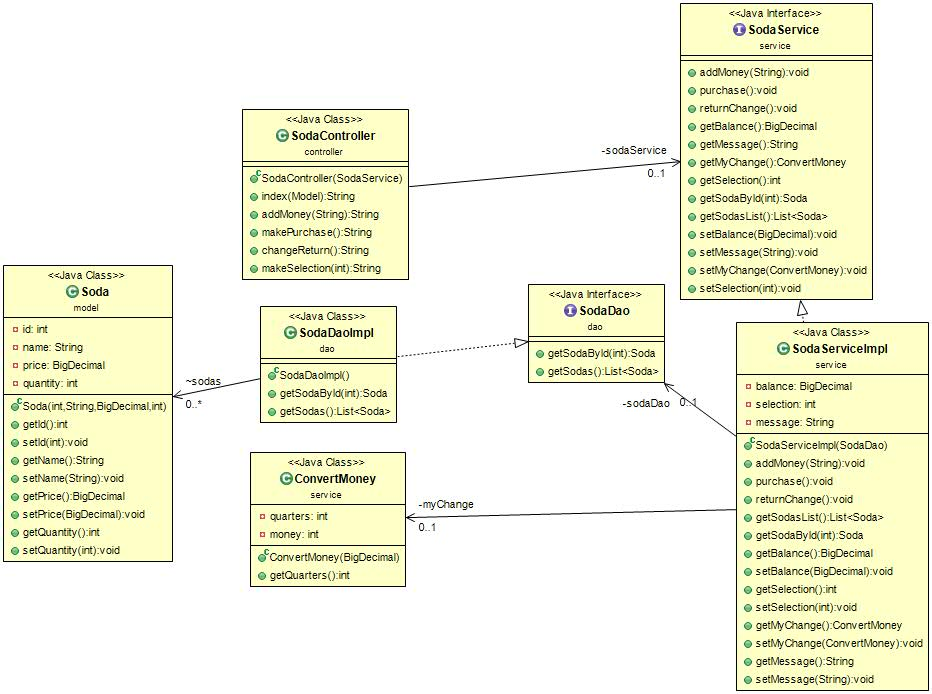 <<Java Interface>>
SodaService
service
addMoney(String):void
purchase():void
returnChange():void
getBalance():BigDecimal
getMessage():String
getMyChange():ConvertMoney
getSelection():int
getSodaById(int):Soda
getSodasList():List<Soda>
setBalance(BigDecimal):void
setMessage(String):void
setMyChange(ConvertMoney):void
setSelection(int):void
<<Java Class>>
SodaController
controller
SodaController(SodaService)
index(Model):String
addMoney(String):String
makePurchase():String
changeReturn():String
makeSelection(int):String
-sodaService
0..1
<<Java Class>>
Soda
model
id: int
name: String
price: BigDecimal
quantity: int
Soda(int,String,BigDecimal,int)
getId():int
setId(int):void
getName():String
setName(String):void
getPrice():BigDecimal
setPrice(BigDecimal):void
getQuantity():int
setQuantity(int):void
~sodas
0..*
<<Java Class>>
SodaDaoImpl
dao
SodaDaoImpl()
getSodaById(int):Soda
getSodas():List<Soda>
<<Java Interface>>
SodaDao
dao
getSodaById(int):Soda
getSodas():List<Soda>
-sodaDao
0..1
<<Java Class>>
ConvertMoney
service
quarters: int
money: int
ConvertMoney(BigDecimal)
getQuarters():int
-myChange
0..1
<<Java Class>>
SodaServiceImpl
service
balance: BigDecimal
selection: int
message: String
SodaServiceImpl(SodaDao)
addMoney(String):void
purchase():void
returnChange():void
getSodasList():List<Soda>
getSodaById(int):Soda
getBalance():BigDecimal
setBalance(BigDecimal):void
getSelection():int
setSelection(int):void
getMyChange():ConvertMoney
setMyChange(ConvertMoney):void
getMessage():String
setMessage(String):void